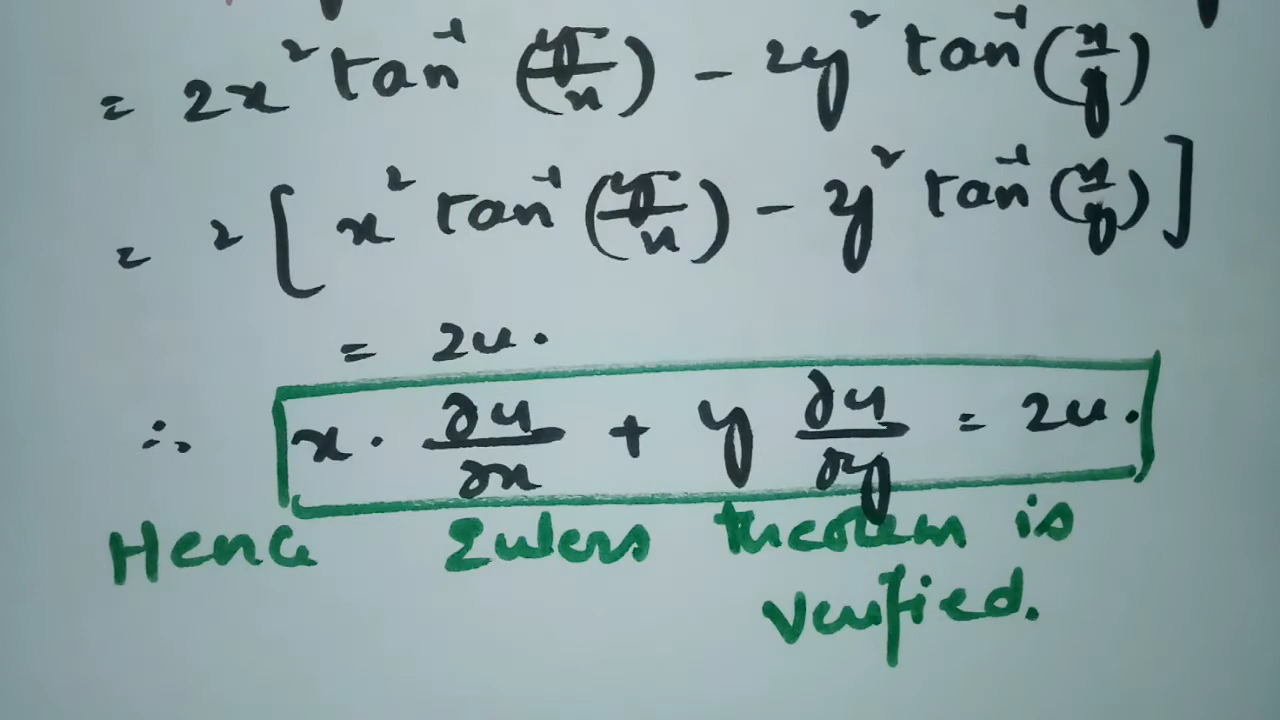 = 2x² tan⁻¹ (y/x) - 2y² tan⁻¹ (x/y)
= 2 [ x² tan⁻¹ (y/x) - y² tan⁻¹ (x/y) ]
= 2u.
∴ x · ∂u/∂x + y ∂u/∂y = 2u.
Hence Eulers theorem is
verified.